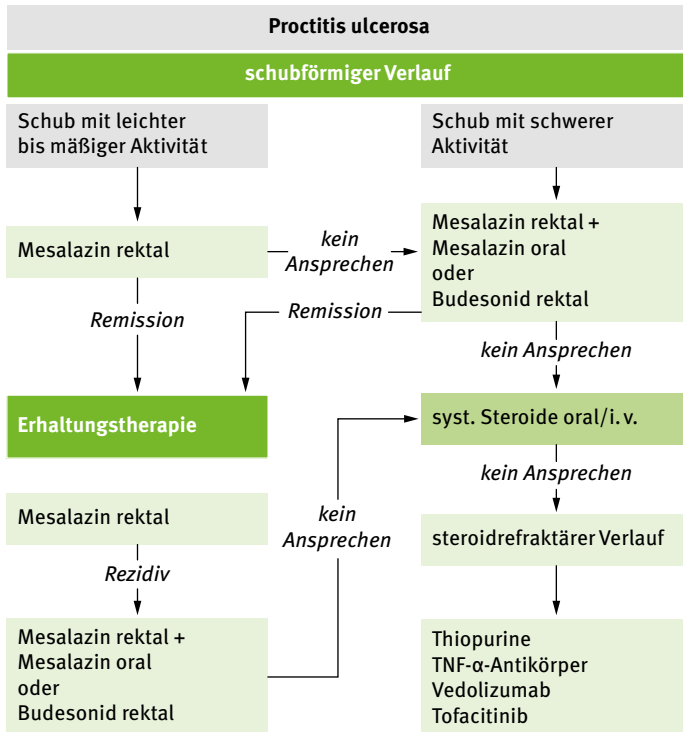 Proctitis ulcerosa
schubförmiger Verlauf
Schub mit leichter
bis mäßiger Aktivität
Schub mit schwerer
Aktivität
Mesalazin rektal
kein
Ansprechen
Mesalazin rektal +
Mesalazin oral
oder
Budesonid rektal
Remission
Remission
kein Ansprechen
Erhaltungstherapie
syst. Steroide oral/i. v.
kein Ansprechen
Mesalazin rektal
kein
Ansprechen
steroidrefraktärer Verlauf
Rezidiv
Mesalazin rektal +
Mesalazin oral
oder
Budesonid rektal
Thiopurine
TNF-α-Antikörper
Vedolizumab
Tofacitinib